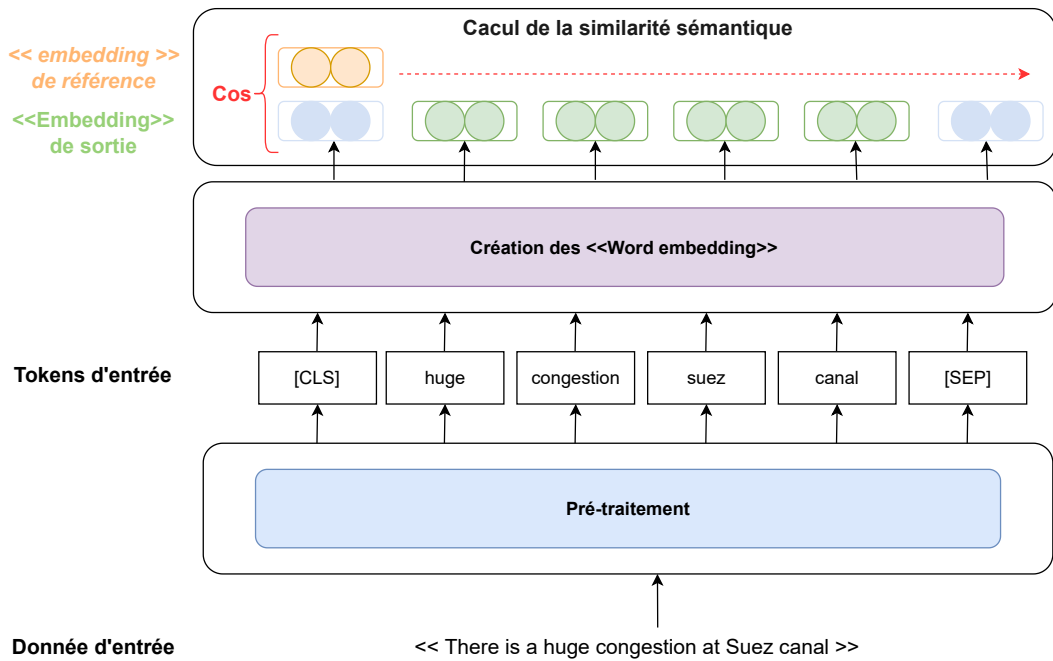 Cacul de la similarité sémantique
<< embedding >>
de référence
Cos
<<Embedding>>
de sortie
Création des <<Word embedding>>
Tokens d'entrée
[CLS]
huge
congestion
suez
canal
[SEP]
Pré-traitement
Donnée d'entrée
<< There is a huge congestion at Suez canal >>